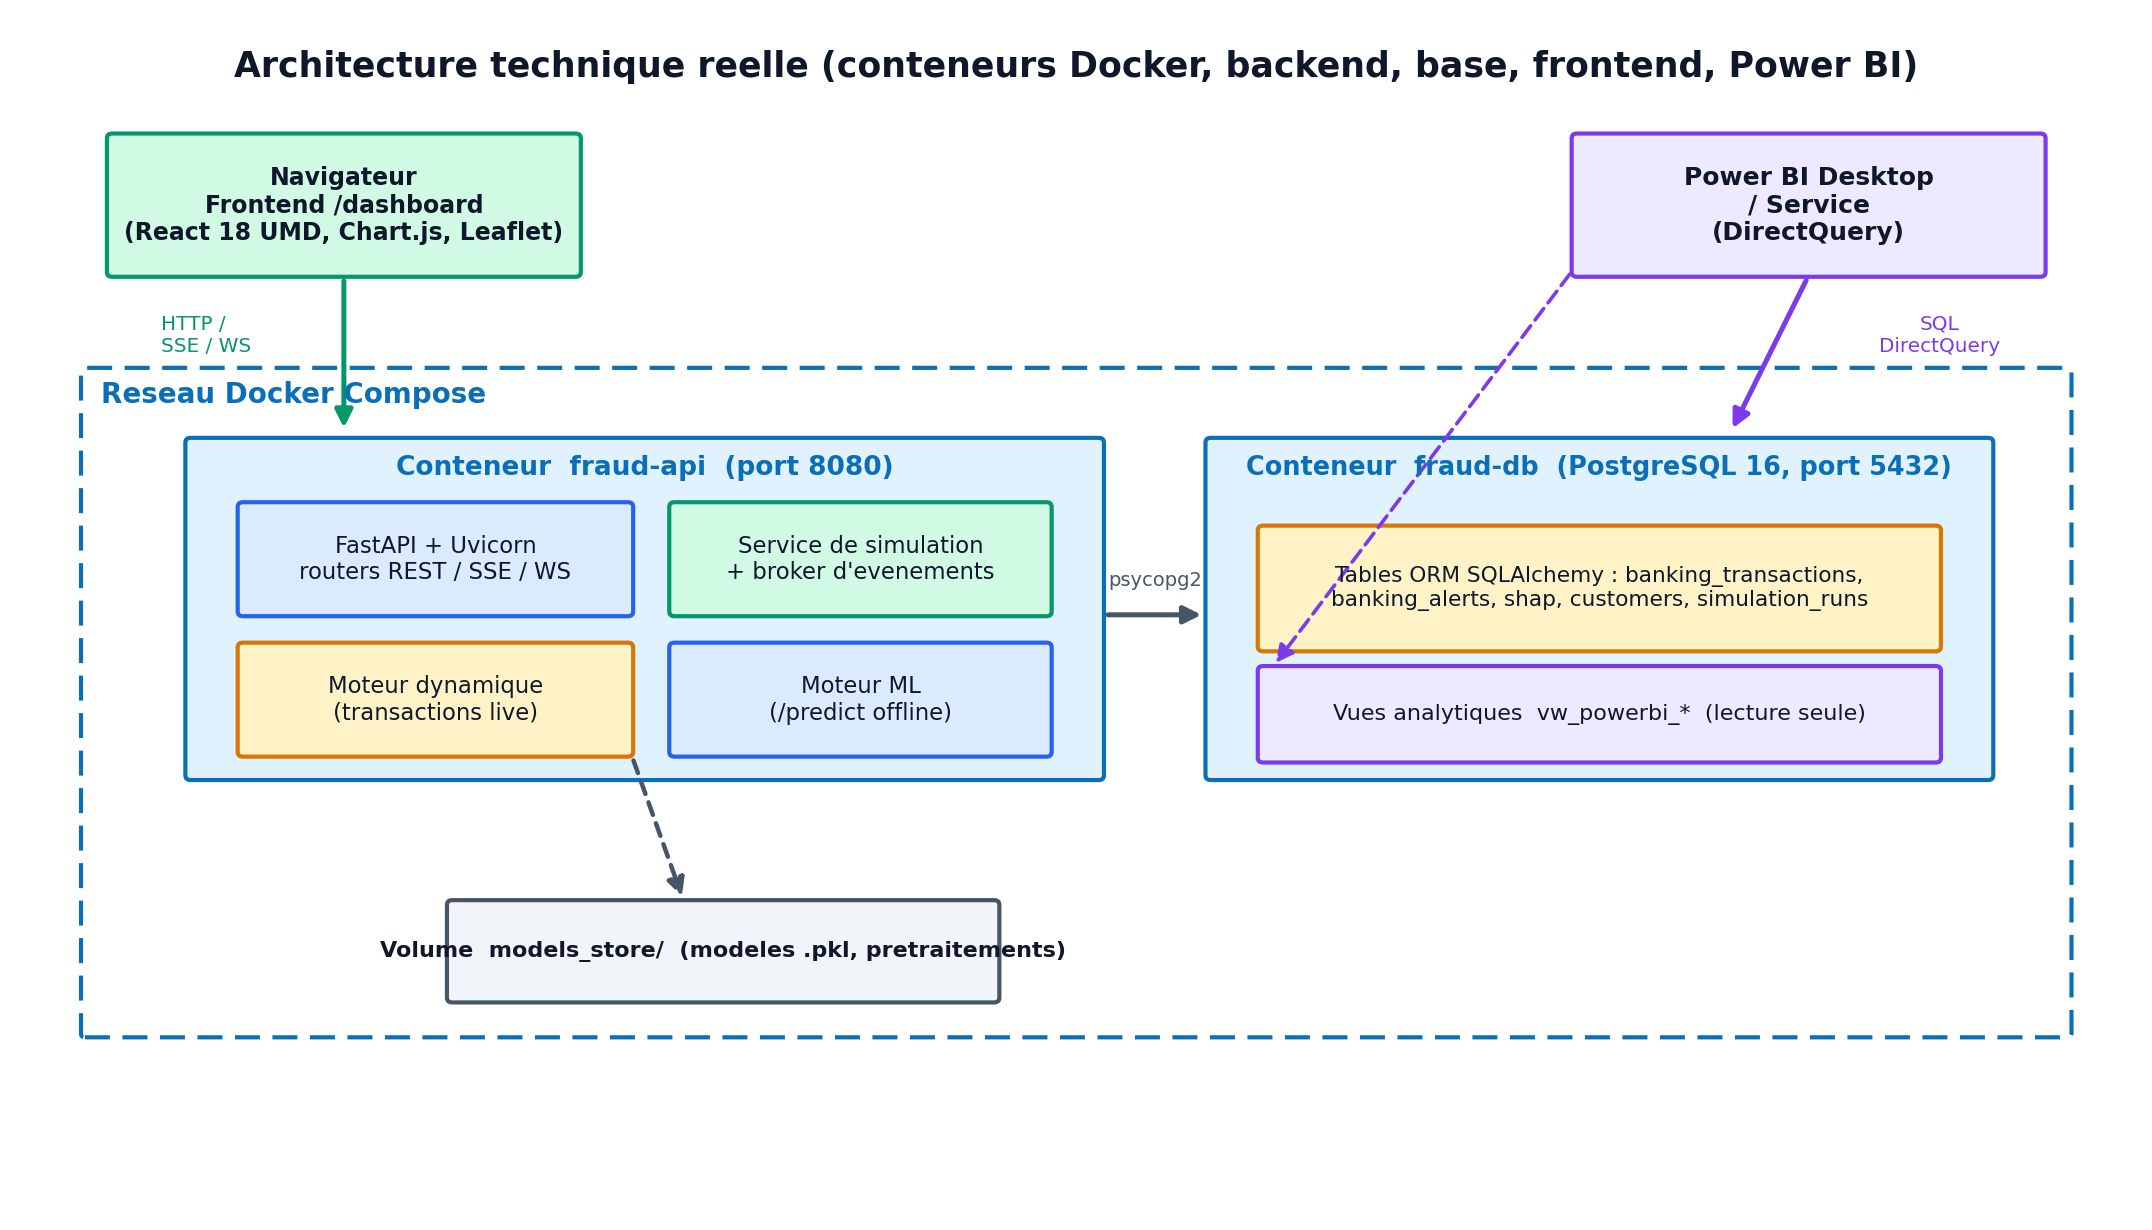 Architecture technique reelle (conteneurs Docker, backend, base, frontend, Power BI)
Navigateur
Frontend /dashboard
(React 18 UMD, Chart.js, Leaflet)
Power BI Desktop
/ Service
(DirectQuery)
HTTP /
SSE / WS
SQL
DirectQuery
Reseau Docker Compose
Conteneur  fraud-api  (port 8080)
FastAPI + Uvicorn
routers REST / SSE / WS
Service de simulation
+ broker d'evenements
Moteur dynamique
(transactions live)
Moteur ML
(/predict offline)
psycopg2
Conteneur  fraud-db  (PostgreSQL 16, port 5432)
Tables ORM SQLAlchemy : banking_transactions,
banking_alerts, shap, customers, simulation_runs
Vues analytiques  vw_powerbi_*  (lecture seule)
Volume  models_store/  (modeles .pkl, pretraitements)